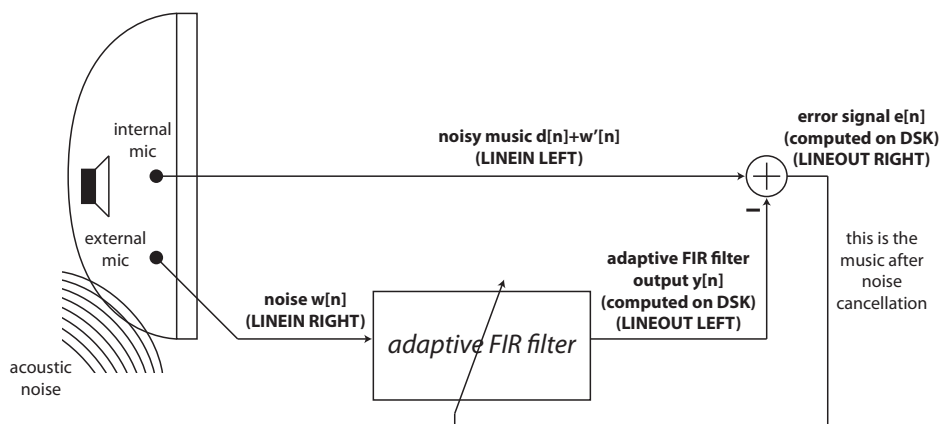 internal
mic
external
mic
acoustic
noise
noisy music d[n]+w'[n]
(LINEIN LEFT)
error signal e[n]
(computed on DSK)
(LINEOUT RIGHT)
noise w[n]
(LINEIN RIGHT)
adaptive FIR filter
adaptive FIR filter
output y[n]
(computed on DSK)
(LINEOUT LEFT)
this is the
music after
noise
cancellation